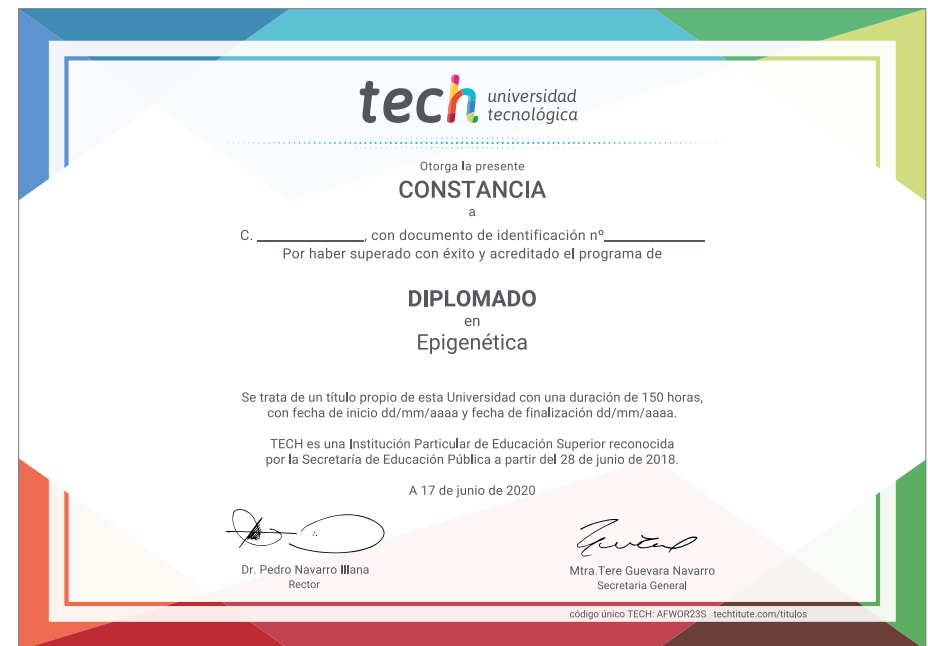 tech universidad
tecnológica
Otorga la presente
CONSTANCIA
a
C. ____________, con documento de identificación nº____________
Por haber superado con éxito y acreditado el programa de
DIPLOMADO
en
Epigenética
Se trata de un título propio de esta Universidad con una duración de 150 horas,
con fecha de inicio dd/mm/aaaa y fecha de finalización dd/mm/aaaa.
TECH es una Institución Particular de Educación Superior reconocida
por la Secretaría de Educación Pública a partir del 28 de junio de 2018.
A 17 de junio de 2020
Dr. Pedro Navarro Illana
Rector
Mtra.Tere Guevara Navarro
Secretaria General
código único TECH: AFWOR23S techtitute.com/titulos